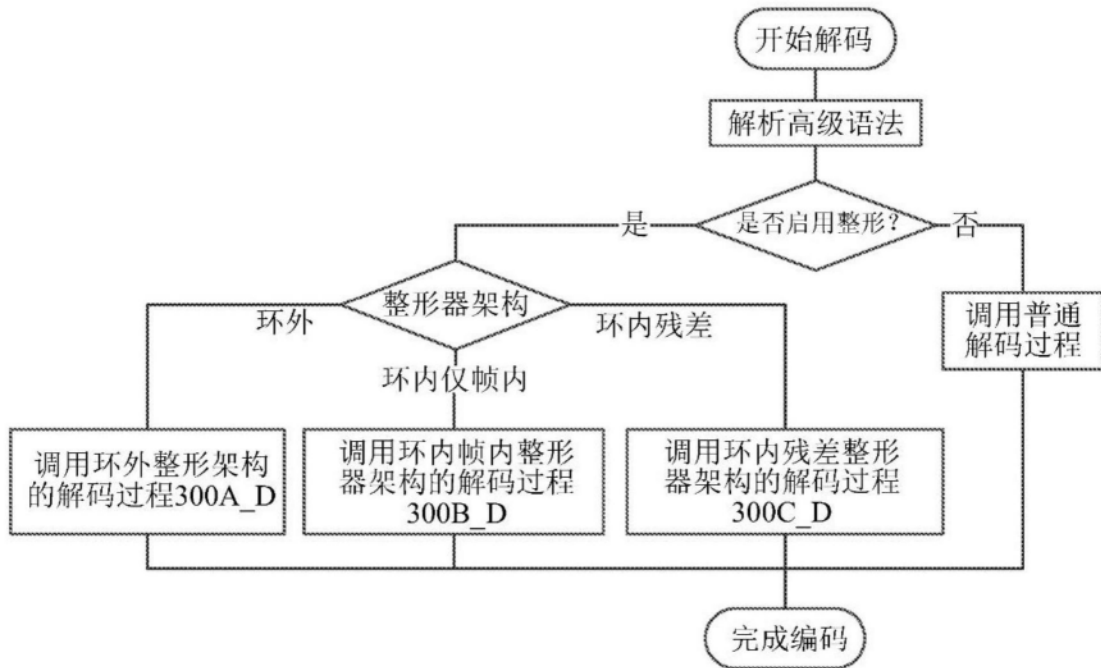 开始解码
解析高级语法
是否启用整形？
是
否
整形器架构
环外
环内仅帧内
环内残差
调用普通
解码过程
调用环外整形架构
的解码过程300A_D
调用环内帧内整形
器架构的解码过程
300B_D
调用环内残差整形
器架构的解码过程
300C_D
完成编码